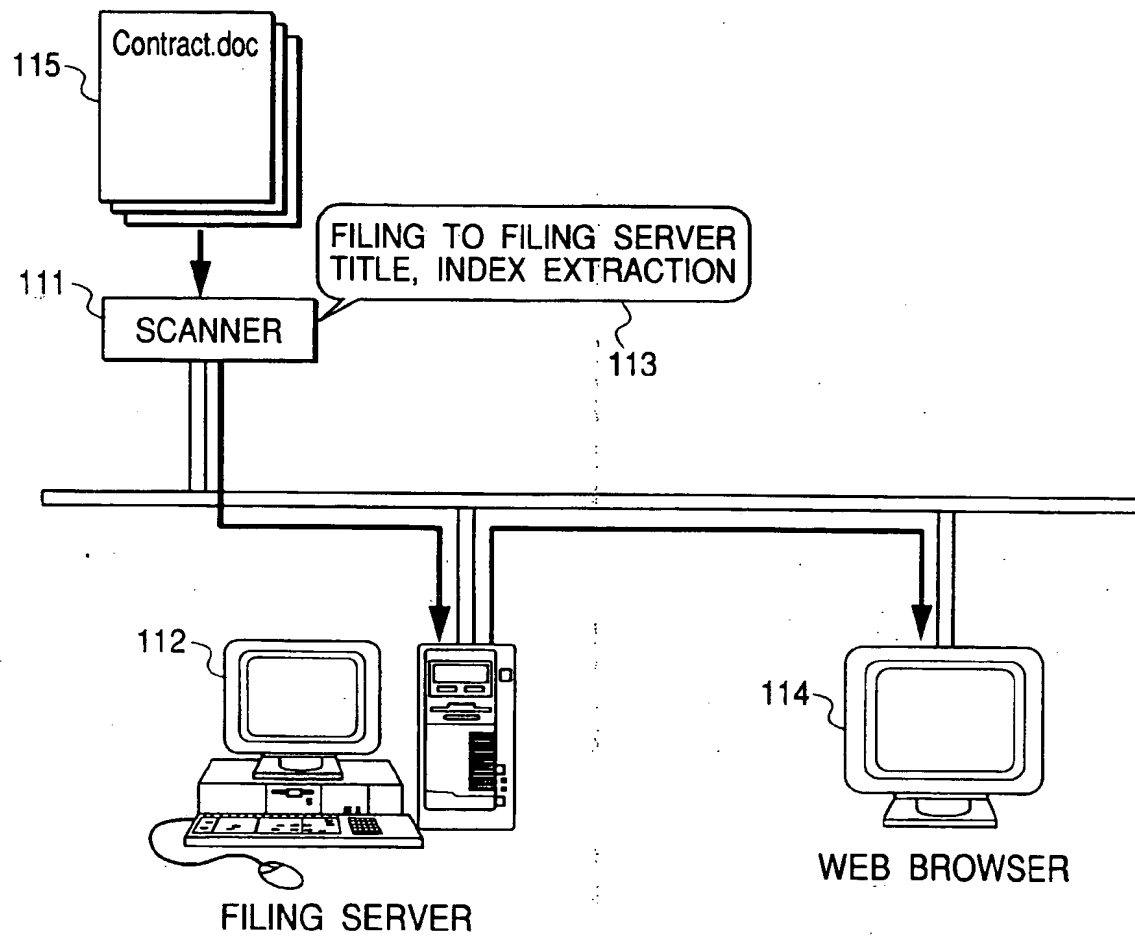 Contract.doc
115
FILING TO FILING SERVER
TITLE, INDEX EXTRACTION
111
SCANNER
113
112
114
WEB BROWSER
FILING SERVER